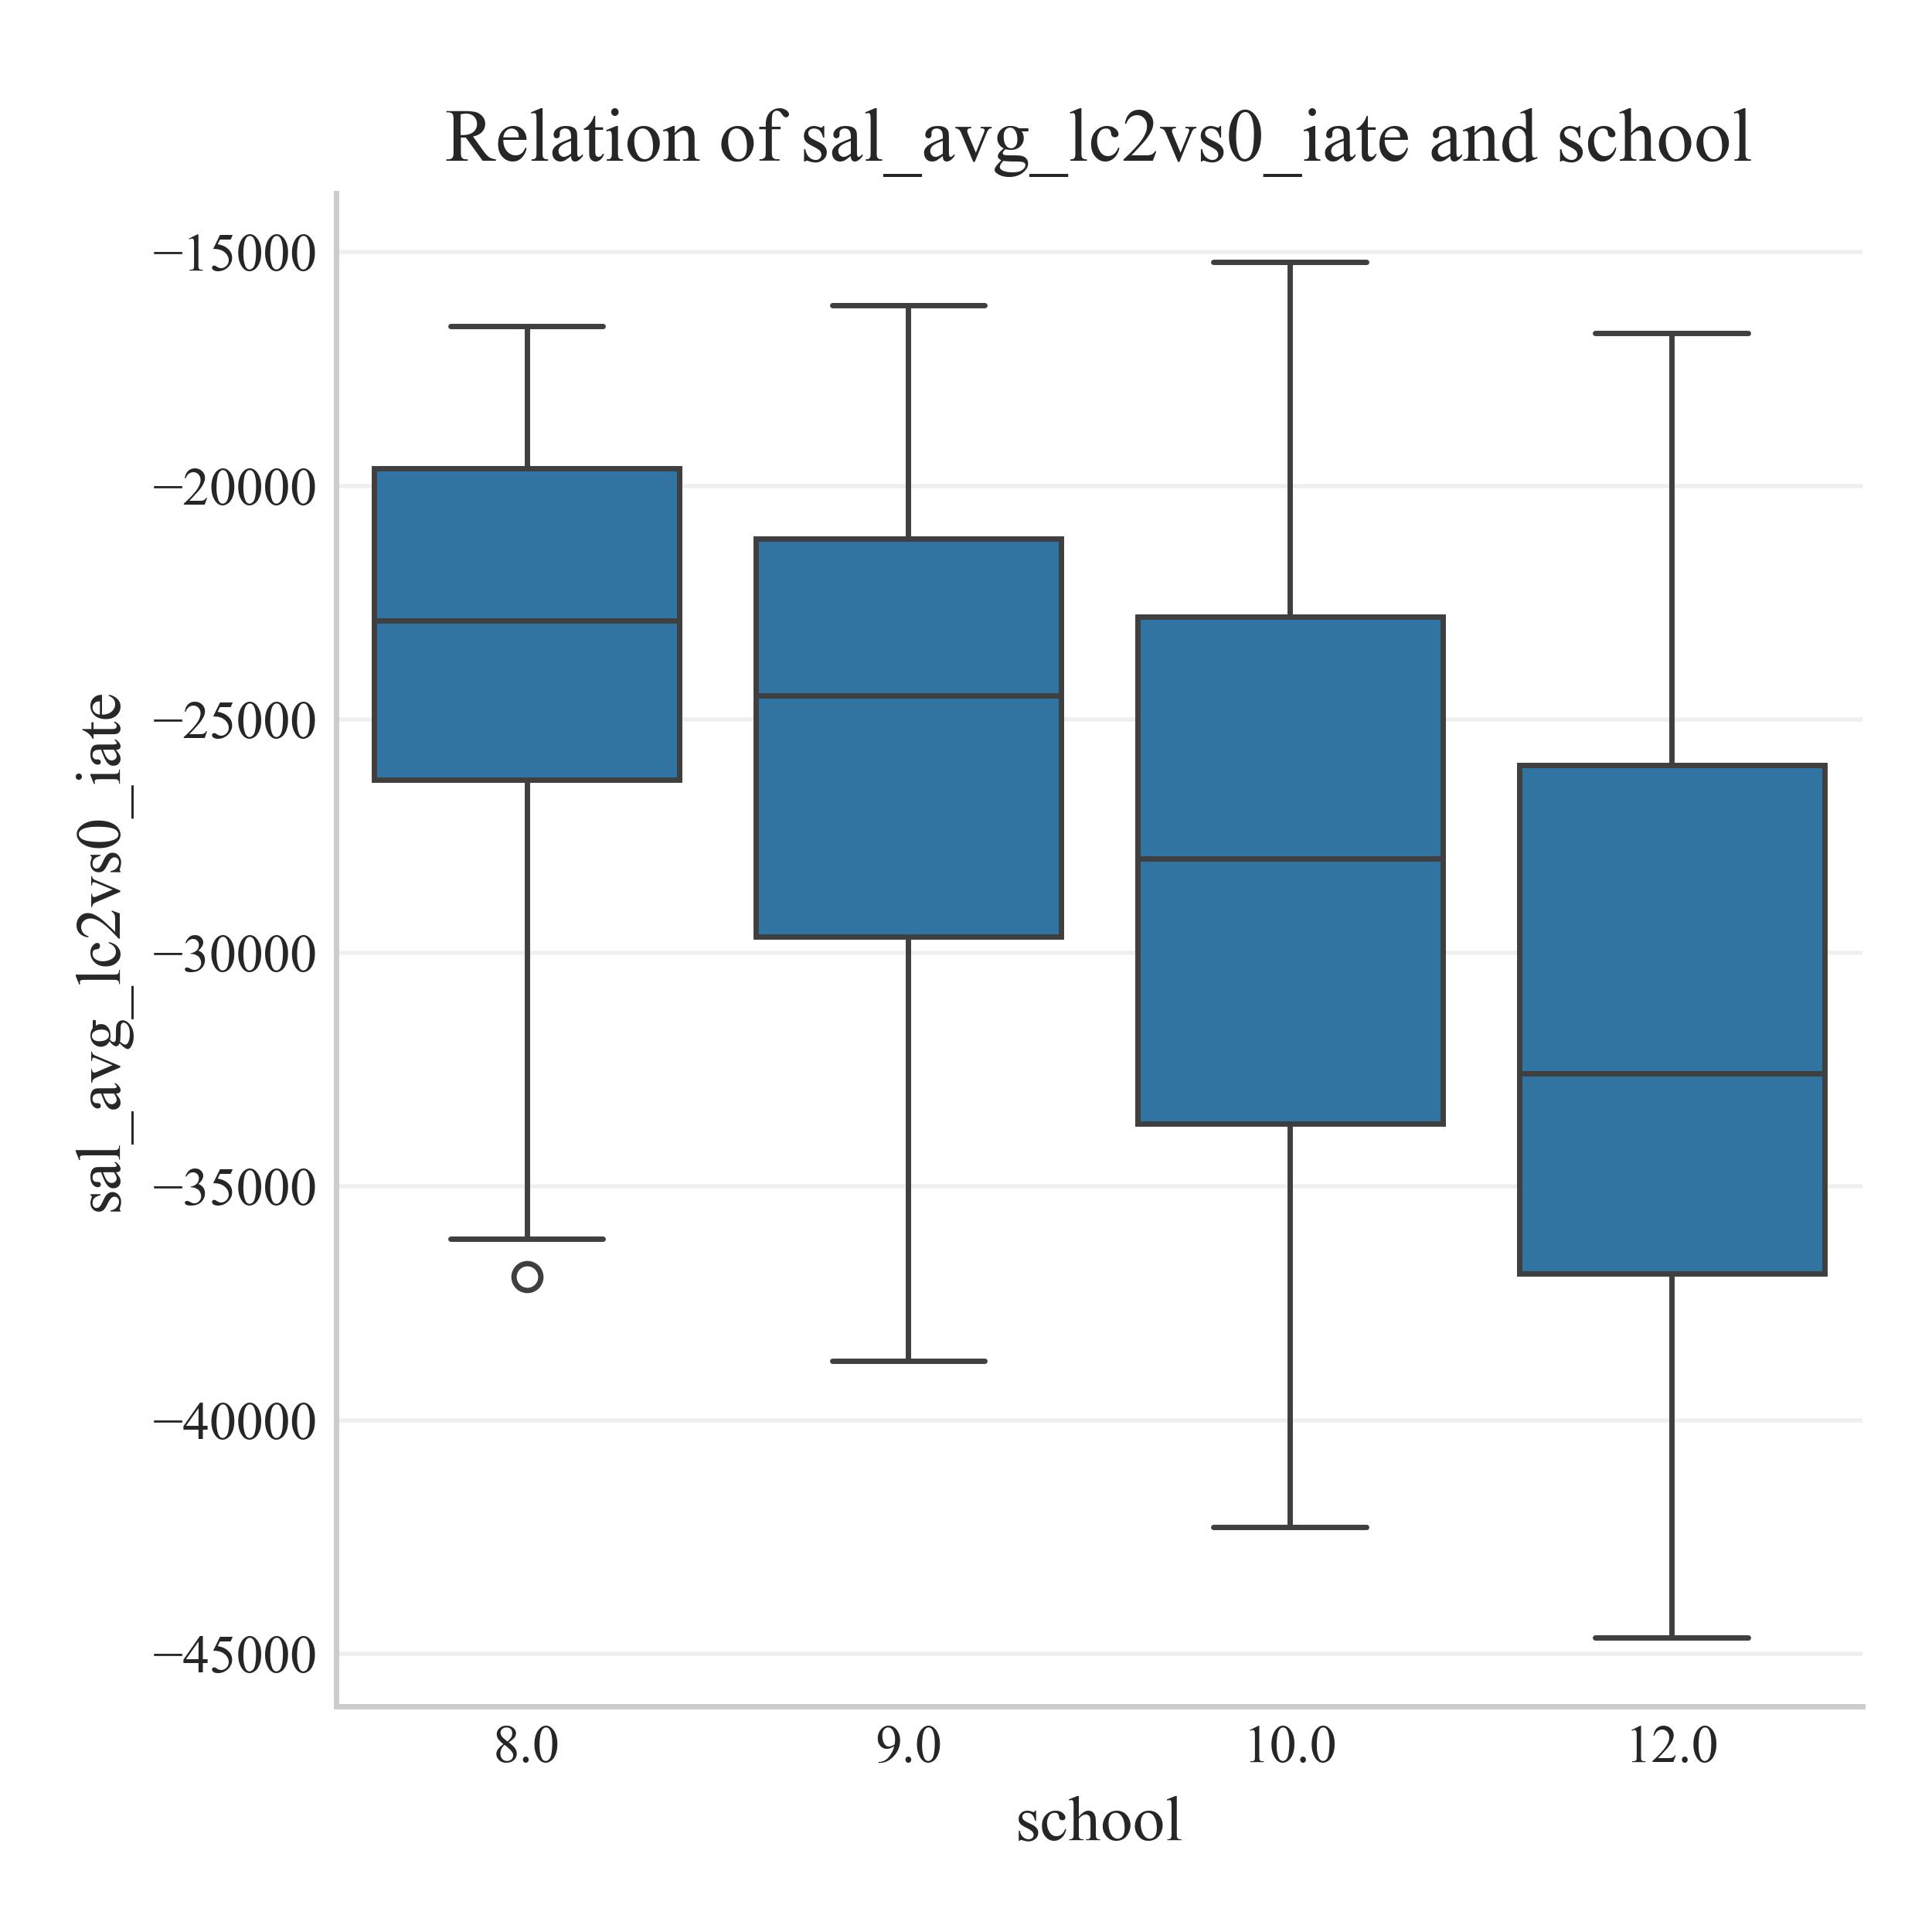 Relation of sal_avg_lc2vs0_iate and school
−15000
−20000
−25000
−30000
−35000
−40000
−45000
sal_avg_lc2vs0_iate
8.0 9.0 10.0 12.0
school